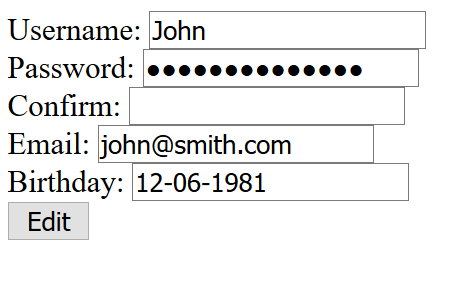 Username: John
Password: ●●●●●●●●●●●●●●
Confirm:
Email: john@smith.com
Birthday: 12-06-1981
Edit